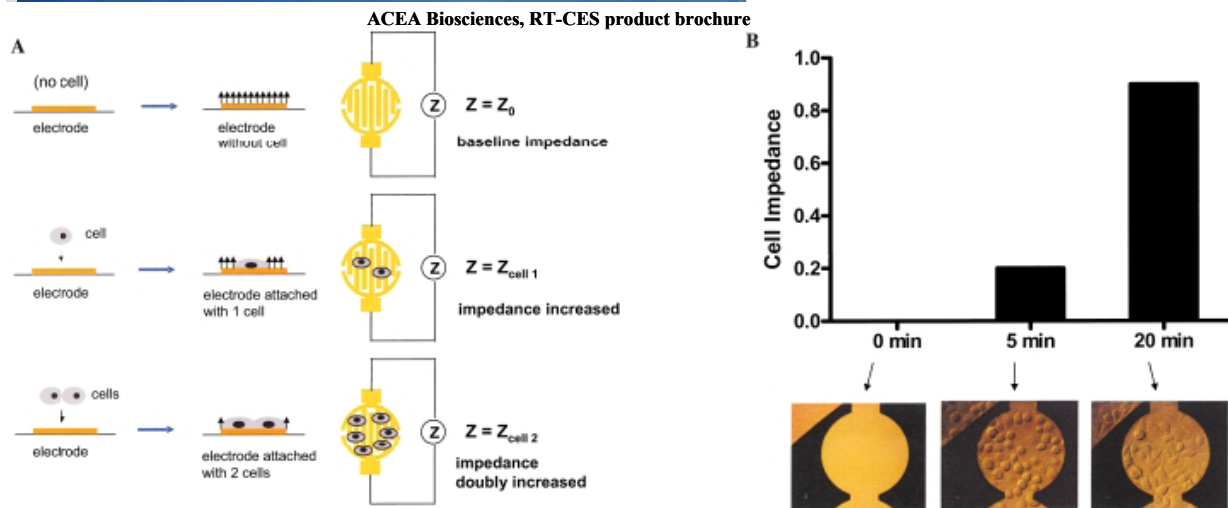 ACEA Biosciences, RT-CES product brochure
A
(no cell)
electrode
electrode
without cell
Z
Z = Z0
baseline impedance
cell
electrode
electrode attached
with 1 cell
Z
Z = Zcell 1
impedance increased
cells
electrode
electrode attached
with 2 cells
Z
Z = Zcell 2
impedance
doubly increased
B
Cell Impedance
1.0
0.8
0.6
0.4
0.2
0.0
0 min
5 min
20 min